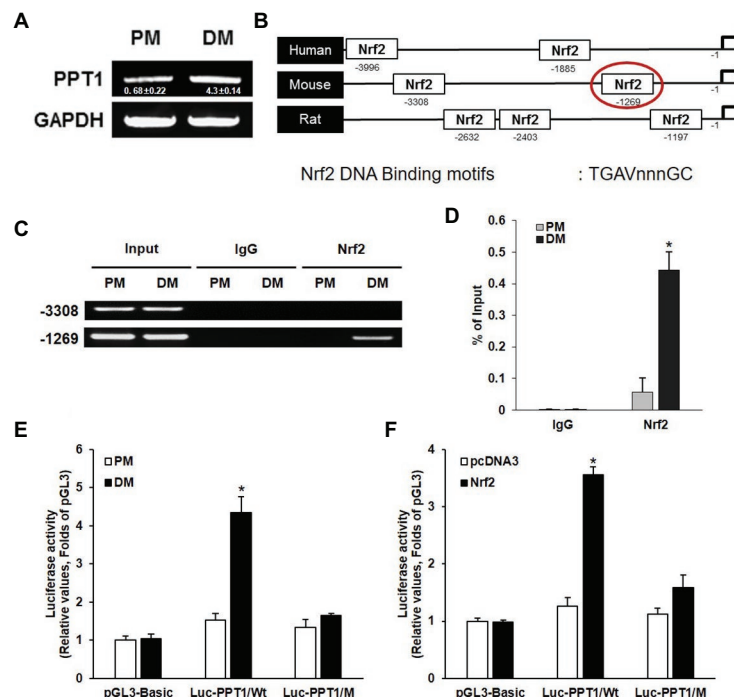 A
PM DM
PPT1
0.68±0.22 4.3±0.14
GAPDH
B
Human Nrf2 Nrf2
-3996 -1885 -1
Mouse Nrf2 Nrf2
-3308 -1269 -1
Rat Nrf2 Nrf2 Nrf2
-2632 -2403 -1197 -1
Nrf2 DNA Binding motifs : TGAVnnnGC
C
Input IgG Nrf2
PM DM PM DM PM DM
-3308
-1269
D
PM
DM
*
% of Input
0.6
0.5
0.4
0.3
0.2
0.1
0
IgG Nrf2
E
PM
DM
*
Luciferase activity
(Relative values, Folds of pGL3)
6
5
4
3
2
1
0
pGL3-Basic Luc-PPT1/Wt Luc-PPT1/M
F
pcDNA3
Nrf2
*
Luciferase activity
(Relative values, Folds of pGL3)
4
3
2
1
0
pGL3-Basic Luc-PPT1/Wt Luc-PPT1/M